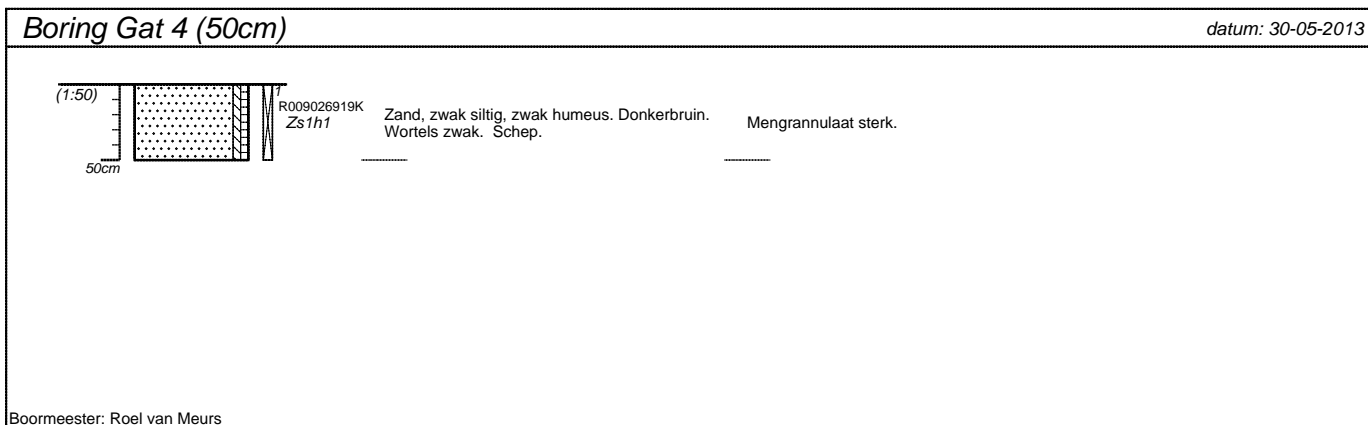 Boring Gat 4 (50cm)
datum: 30-05-2013
(1:50)
1
R009026919K
Zs1h1
Zand, zwak siltig, zwak humeus. Donkerbruin.
Wortels zwak. Schep.
Mengrannulaat sterk.
50cm
Boormeester: Roel van Meurs